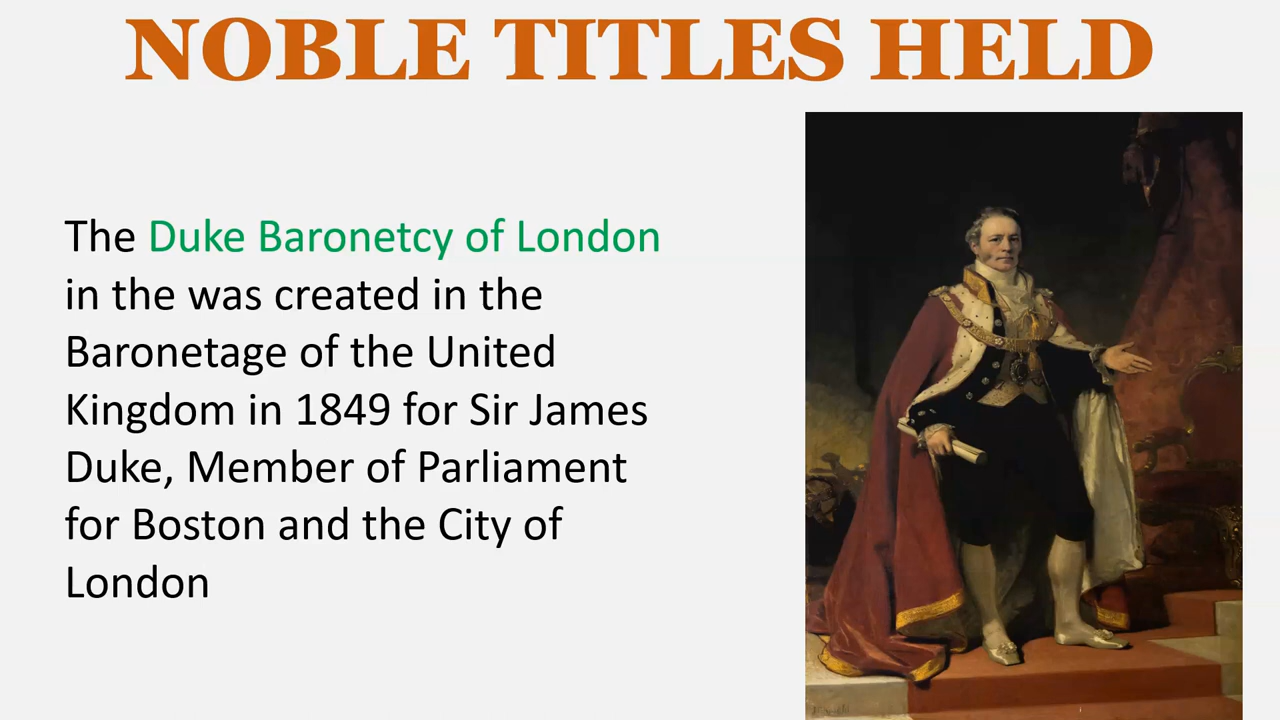 NOBLE TITLES HELD
The Duke Baronetcy of London
in the was created in the
Baronetage of the United
Kingdom in 1849 for Sir James
Duke, Member of Parliament
for Boston and the City of
London